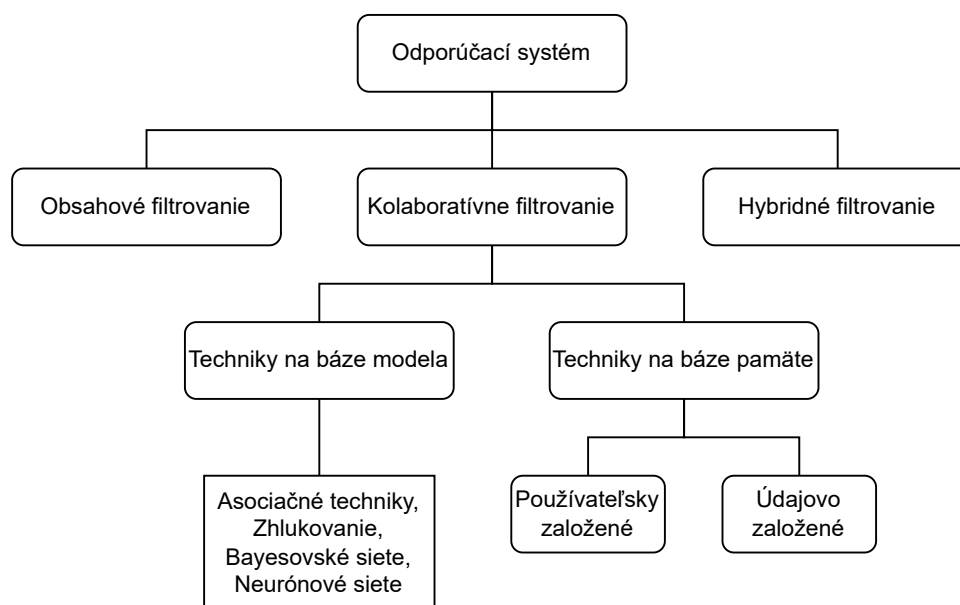 Odporúčací systém
Obsahové filtrovanie
Kolaboratívne filtrovanie
Hybridné filtrovanie
Techniky na báze modela
Techniky na báze pamäte
Asociačné techniky,
Zhlukovanie,
Bayesovské siete,
Neurónové siete
Používateľsky
založené
Údajovo
založené